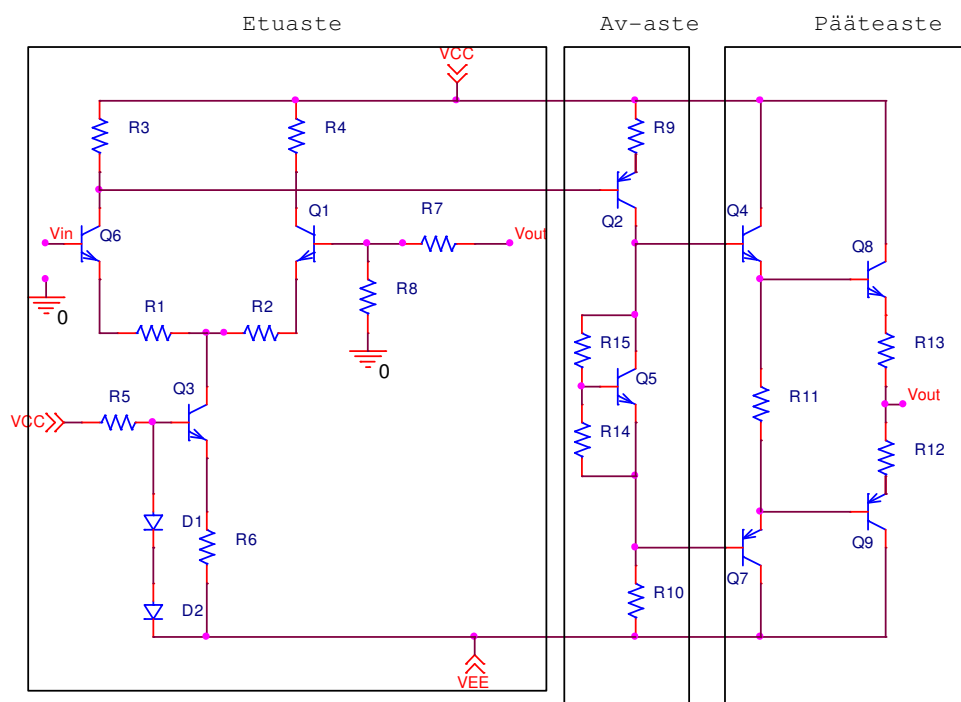 Etuaste
Av-aste
Pääteaste
VCC
R3
R4
R9
Q1
R7
Q2
Q4
Vin
Q6
Vout
Q8
R8
0
R1
R2
0
R15
R13
Q3
Q5
R5
R11
Vout
VCC
R14
R12
D1
R6
Q9
Q7
D2
R10
VEE